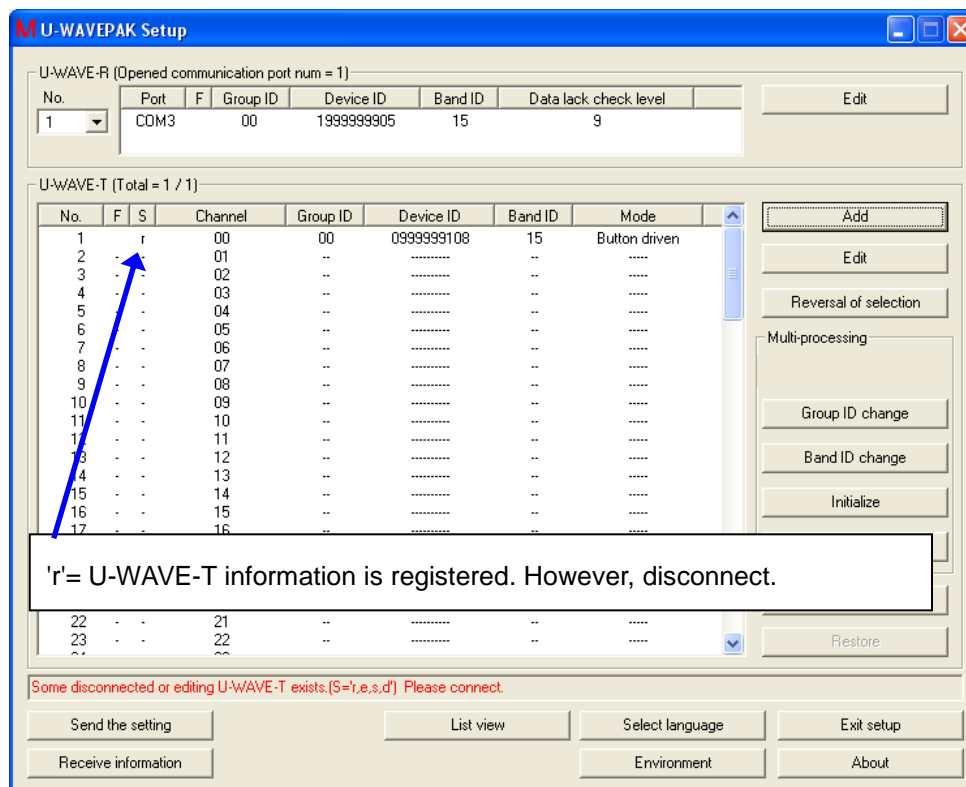 M U-WAVEPAK Setup
U-WAVE-R (Opened communication port num = 1)
No. Port F Group ID Device ID Band ID Data lack check level Edit
1 COM3 00 1999999905 15 9
U-WAVE-T (Total = 1 / 1)
No. F S Channel Group ID Device ID Band ID Mode Add
1 r 00 00 0999999108 15 Button driven
2 - - 01 -- ---------- -- ----- Edit
3 - - 02 -- ---------- -- -----
4 - - 03 -- ---------- -- ----- Reversal of selection
5 - - 04 -- ---------- -- -----
6 - - 05 -- ---------- -- -----
7 - - 06 -- ---------- -- ----- Multi-processing
8 - - 07 -- ---------- -- -----
9 - - 08 -- ---------- -- -----
10 - - 09 -- ---------- -- ----- Group ID change
11 - - 10 -- ---------- -- -----
12 - - 11 -- ---------- -- -----
13 - - 12 -- ---------- -- ----- Band ID change
14 - - 13 -- ---------- -- -----
15 - - 14 -- ---------- -- ----- Initialize
16 - - 15 -- ---------- -- -----
17 - - 16 -- ---------- -- -----
'r'= U-WAVE-T information is registered. However, disconnect.
22 - - 21 -- ---------- -- -----
23 - - 22 -- ---------- -- ----- Restore
Some disconnected or editing U-WAVE-T exists.(S='r,e,s,d') Please connect.
Send the setting List view Select language Exit setup
Receive information Environment About